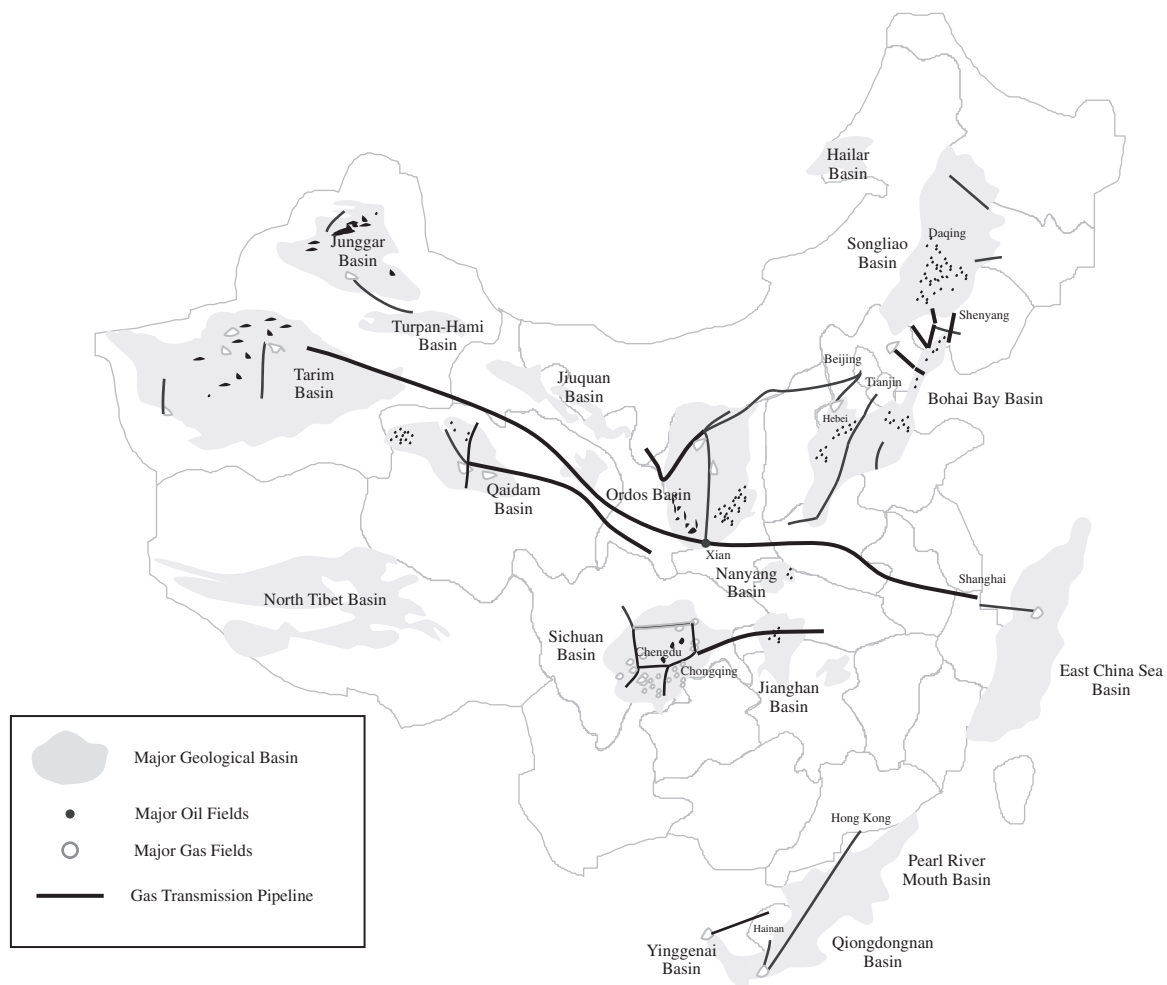 Hailar
Basin
Daqing
Songliao
Basin
Junggar
Basin
Shenyang
Turpan-Hami
Basin
Beijing
Tianjin
Tarim
Basin
Jiuquan
Basin
Bohai Bay Basin
Hebei
Qaidam
Basin
Ordos Basin
Xian
Nanyang
Basin
Shanghai
North Tibet Basin
Sichuan
Basin
Chengdu
Chongqing
Jianghan
Basin
East China Sea
Basin
Major Geological Basin
Major Oil Fields
Major Gas Fields
Gas Transmission Pipeline
Hong Kong
Pearl River
Mouth Basin
Hainan
Yinggenai
Basin
Qiongdongnan
Basin